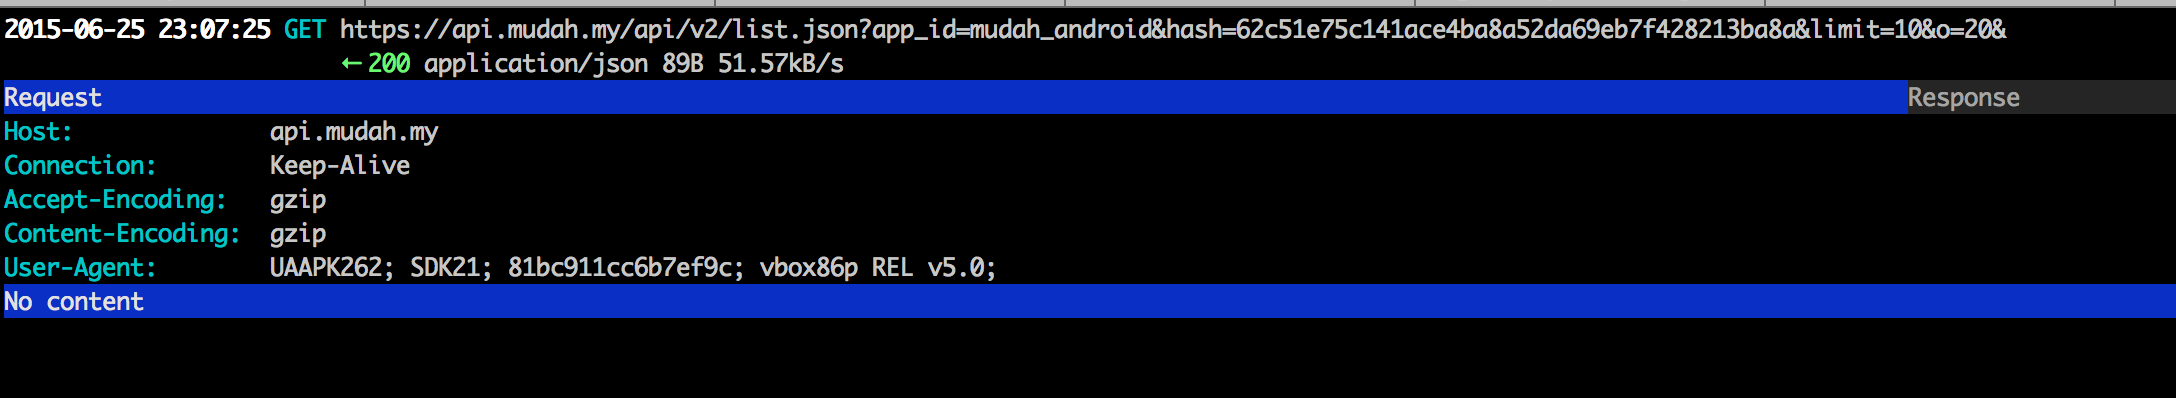 2015-06-25 23:07:25 GET https://api.mudah.my/api/v2/list.json?app_id=mudah_android&hash=62c51e75c141ace4ba8a52da69eb7f428213ba8a&limit=10&o=20&
← 200 application/json 89B 51.57kB/s
Request Response
Host: api.mudah.my
Connection: Keep-Alive
Accept-Encoding: gzip
Content-Encoding: gzip
User-Agent: UAAPK262; SDK21; 81bc911cc6b7ef9c; vbox86p REL v5.0;
No content